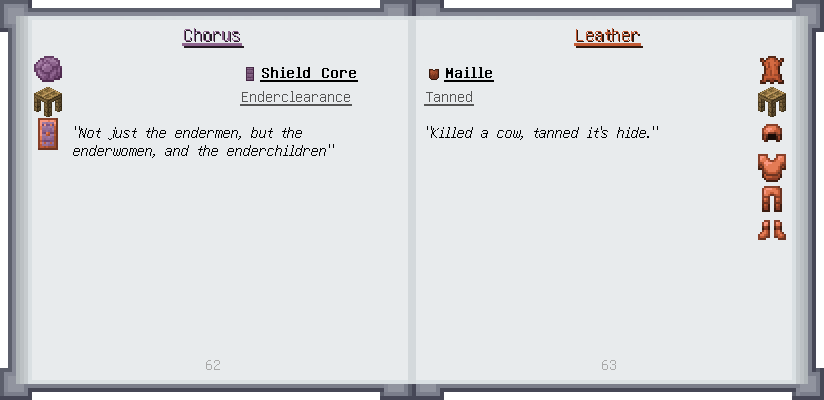 Chorus
Shield Core
Enderclearance
"Not just the endermen, but the
enderwomen, and the enderchildren"
62
Leather
Maille
Tanned
"Killed a cow, tanned it's hide."
63